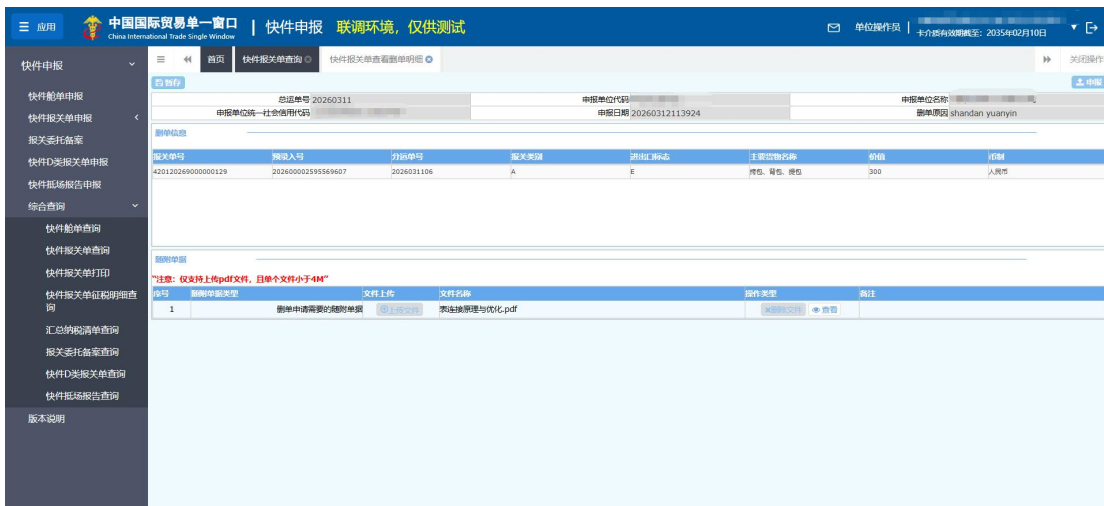 应用 中国国际贸易单一窗口 China International Trade Single Window 快件申报 联调环境，仅供测试 单位操作员 卡介质有效期截至：2035年02月10日
快件申报
快件舱单申报
快件报关单申报
报关委托备案
快件D类报关单申报
快件抵场报告申报
综合查询
快件舱单查询
快件报关单查询
快件报关单打印
快件报关单征税明细查
询
汇总纳税清单查询
报关委托备案查询
快件D类报关单查询
快件抵场报告查询
版本说明
首页 快件报关单查询 快件报关单查看删单明细 关闭操作
暂存 申报
总运单号 20260311 申报单位代码 申报单位名称
申报单位统一社会信用代码 申报日期 20260312113924 删单原因 shandan yuanyin
删单信息
报关单号 预录入号 分运单号 报关类别 进出口标志 主要货物名称 价值 币制
420120269000000129 202600002595569607 2026031106 A E 挎包、背包、提包 300 人民币
随附单据
“注意：仅支持上传pdf文件，且单个文件小于4M”
序号 随附单据类型 文件上传 文件名称 操作类型 备注
1 删单申请需要的随附单据 上传文件 表连接原理与优化.pdf 删除文件 查看